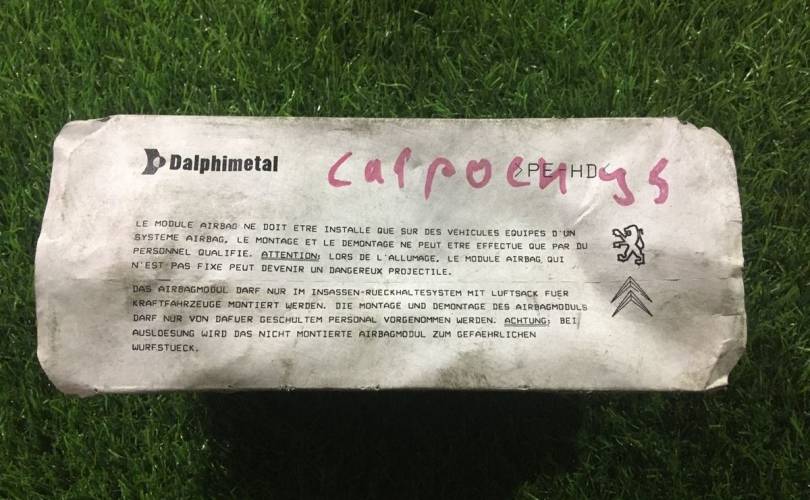 Dalphimetal
>PE-HD<
LE MODULE AIRBAG NE DOIT ETRE INSTALLE QUE SUR DES VEHICULES EQUIPES D'UN
SYSTEME AIRBAG, LE MONTAGE ET LE DEMONTAGE NE PEUT ETRE EFFECTUE QUE PAR DU
PERSONNEL QUALIFIE. ATTENTION: LORS DE L'ALLUMAGE, LE MODULE AIRBAG QUI
N'EST PAS FIXE PEUT DEVENIR UN DANGEREUX PROJECTILE.
DAS AIRBAGMODUL DARF NUR IM INSASSEN-RUECKHALTESYSTEM MIT LUFTSACK FUER
KRAFTFAHRZEUGE MONTIERT WERDEN. DIE MONTAGE UND DEMONTAGE DES AIRBAGMODULS
DARF NUR VON DAFUER GESCHULTEM PERSONAL VORGENOMMEN WERDEN. ACHTUNG: BEI
AUSLOESUNG WIRD DAS NICHT MONTIERTE AIRBAGMODUL ZUM GEFAEHRLICHEN
WURFSTUECK.